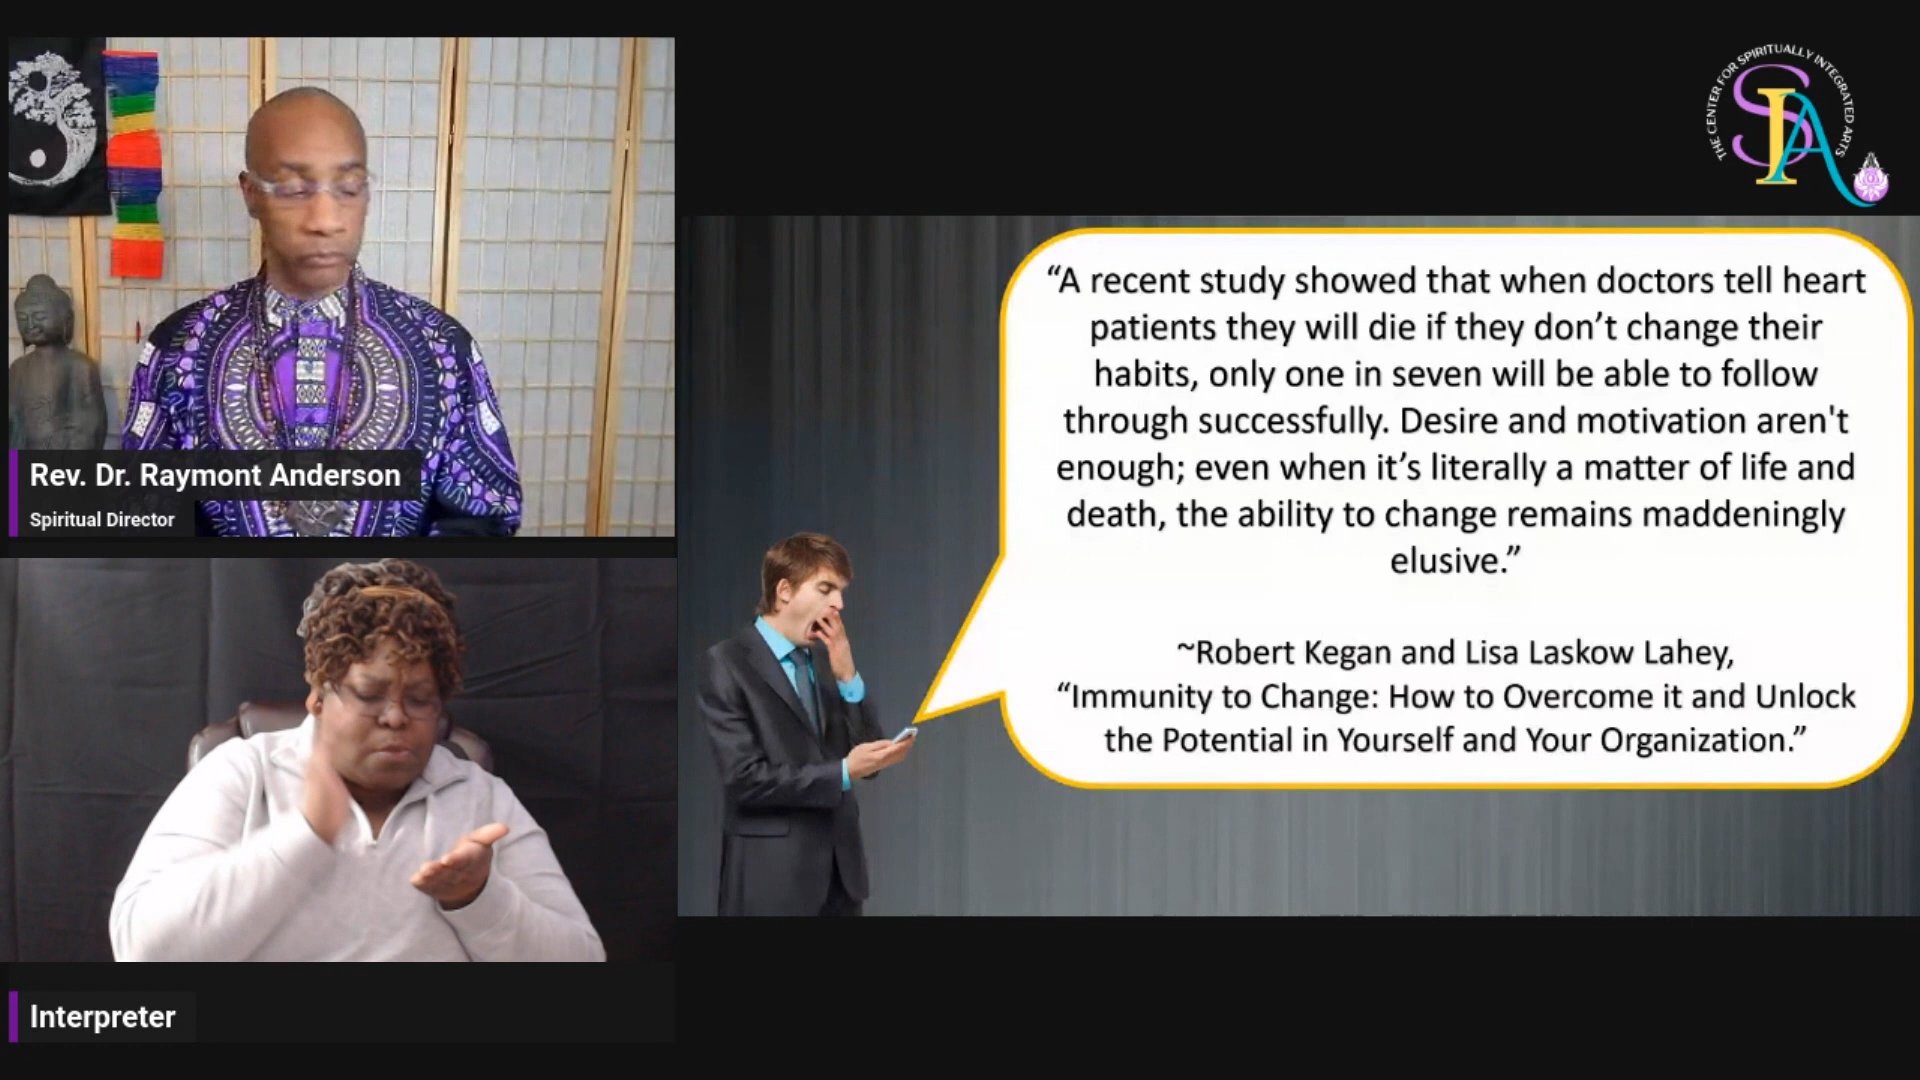 Rev. Dr. Raymont Anderson
Spiritual Director
Interpreter
THE CENTER FOR SPIRITUALLY INTEGRATED ARTS
SIA
“A recent study showed that when doctors tell heart
patients they will die if they don’t change their
habits, only one in seven will be able to follow
through successfully. Desire and motivation aren't
enough; even when it’s literally a matter of life and
death, the ability to change remains maddeningly
elusive.”
~Robert Kegan and Lisa Laskow Lahey,
“Immunity to Change: How to Overcome it and Unlock
the Potential in Yourself and Your Organization.”